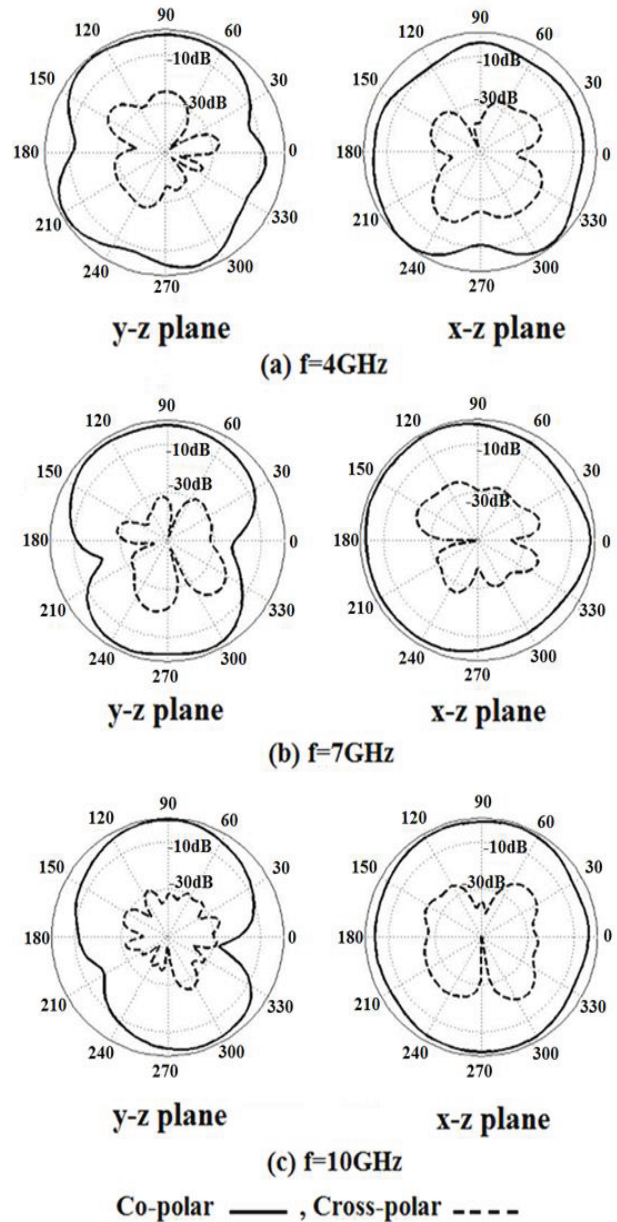 90 90
120 60 120 60
-10dB -10dB
150 30 150 30
-30dB -30dB
180 0 180 0
210 330 210 330
240 300 240 300
270 270
y-z plane x-z plane
(a) f=4GHz
90 90
120 60 120 60
-10dB -10dB
150 30 150 30
-30dB -30dB
180 0 180 0
210 330 210 330
240 300 240 300
270 270
y-z plane x-z plane
(b) f=7GHz
90 90
120 60 120 60
-10dB -10dB
150 30 150 30
-30dB 30dB
180 0 180 0
210 330 210 330
240 300 240 300
270 270
y-z plane x-z plane
(c) f=10GHz
Co-polar , Cross-polar